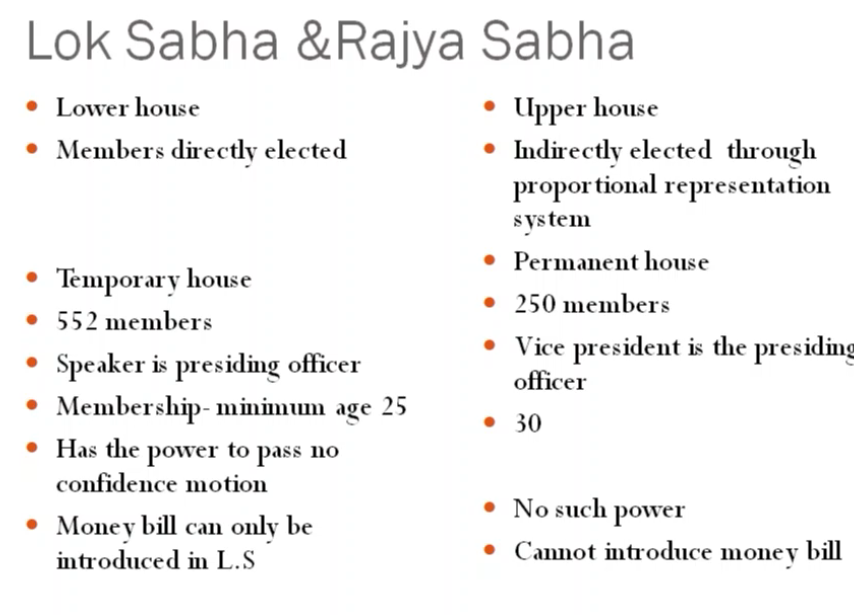 Lok Sabha &Rajya Sabha
• Lower house
• Members directly elected
• Temporary house
• 552 members
• Speaker is presiding officer
• Membership- minimum age 25
• Has the power to pass no
confidence motion
• Money bill can only be
introduced in L.S
• Upper house
• Indirectly elected through
proportional representation
system
• Permanent house
• 250 members
• Vice president is the presiding
officer
• 30
• No such power
• Cannot introduce money bill